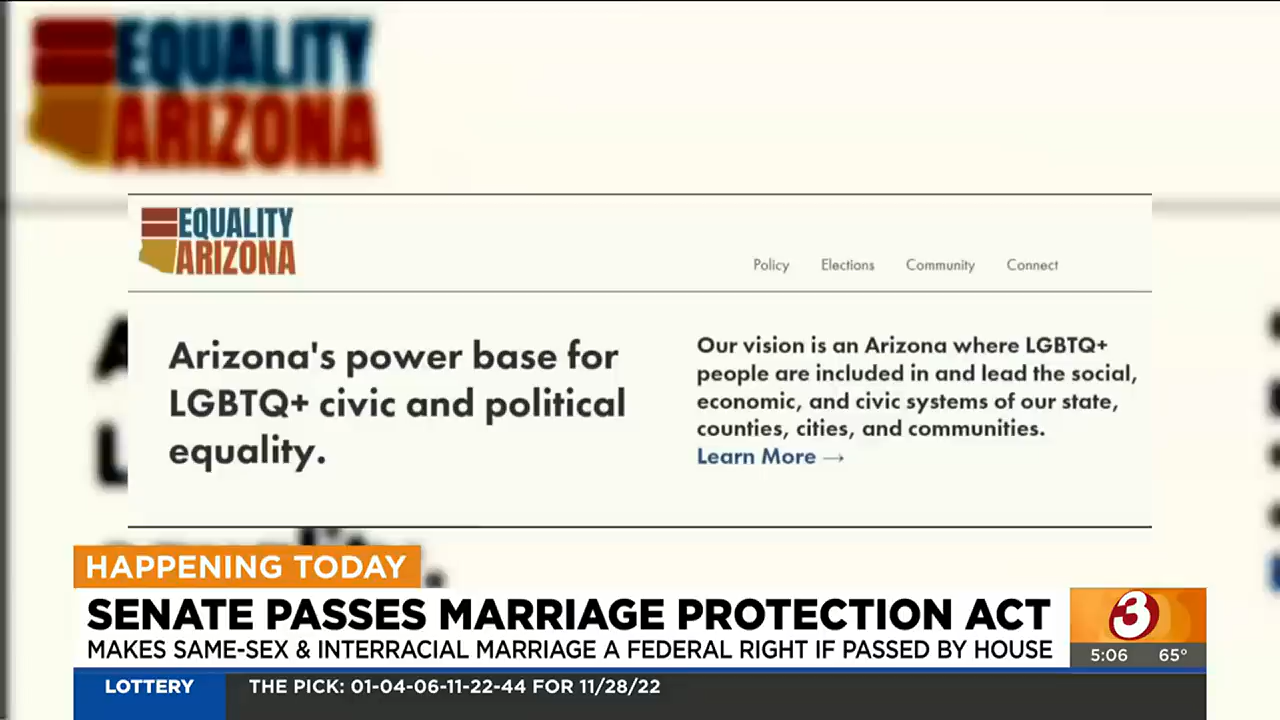 EQUALITY
ARIZONA
EQUALITY
ARIZONA
Policy Elections Community Connect
Arizona's power base for
LGBTQ+ civic and political
equality.
Our vision is an Arizona where LGBTQ+
people are included in and lead the social,
economic, and civic systems of our state,
counties, cities, and communities.
Learn More →
HAPPENING TODAY
SENATE PASSES MARRIAGE PROTECTION ACT
MAKES SAME-SEX & INTERRACIAL MARRIAGE A FEDERAL RIGHT IF PASSED BY HOUSE
3
5:06 65°
LOTTERY THE PICK: 01-04-06-11-22-44 FOR 11/28/22